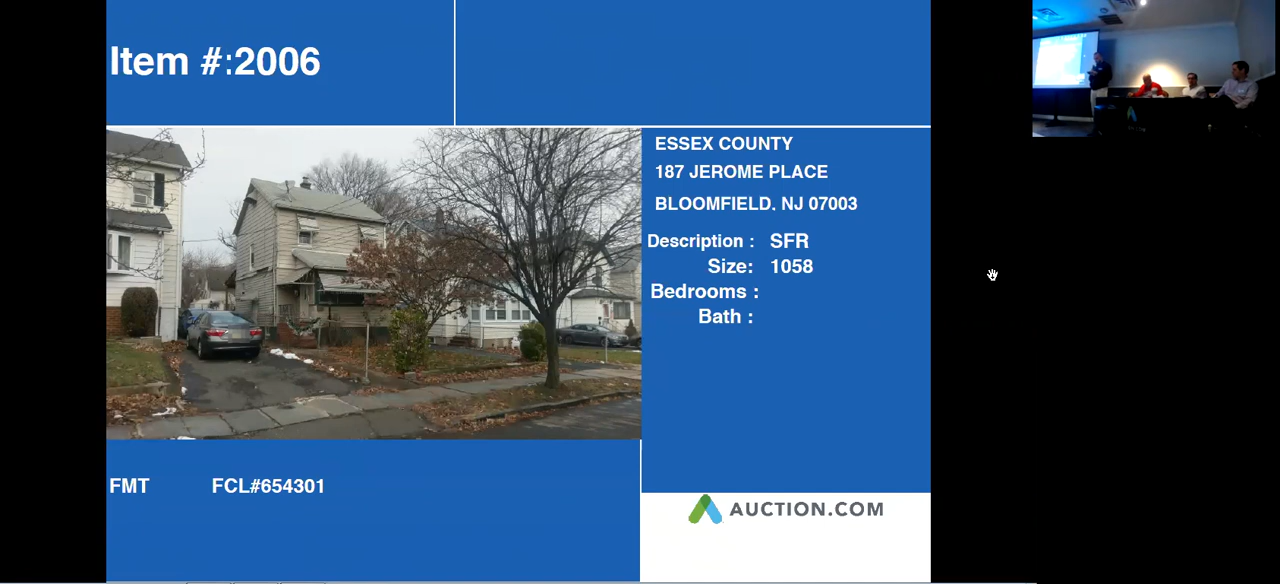 Item #:2006
ESSEX COUNTY
187 JEROME PLACE
BLOOMFIELD, NJ 07003
Description : SFR
Size: 1058
Bedrooms :
Bath :
FMT FCL#654301
AUCTION.COM